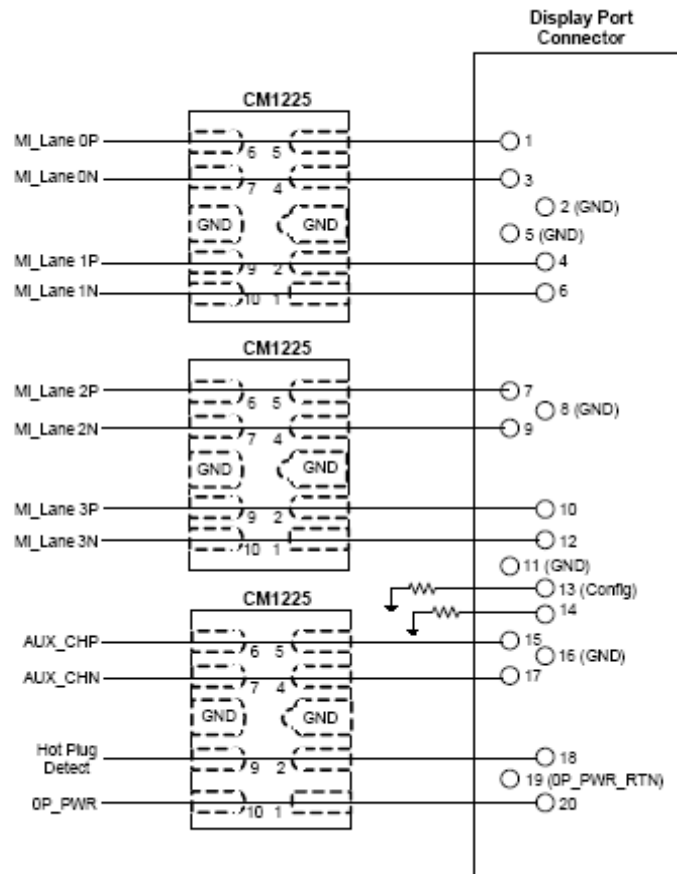 Display Port
Connector
CM1225
MI_Lane 0P 6 5 1
MI_Lane 0N 7 4 3
2 (GND)
GND GND
5 (GND)
MI_Lane 1P 9 2 4
MI_Lane 1N 10 1 6
CM1225
MI_Lane 2P 6 5 7
8 (GND)
MI_Lane 2N 7 4 9
GND GND
MI_Lane 3P 9 2 10
MI_Lane 3N 10 1 12
11 (GND)
13 (Config)
CM1225
14
AUX_CHP 6 5 15
16 (GND)
AUX_CHN 7 4 17
GND GND
Hot Plug
Detect 9 2 18
19 (0P_PWR_RTN)
0P_PWR 10 1 20